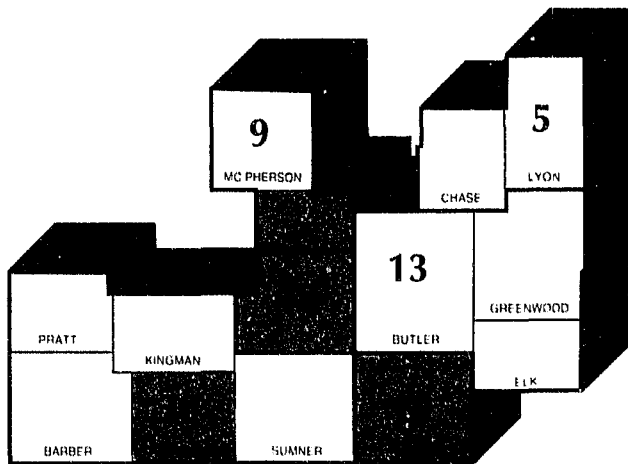 9
MC PHERSON
5
LYON
CHASE
13
BUTLER
GREENWOOD
PRATT
KINGMAN
ELK
BARBER
SUMNER